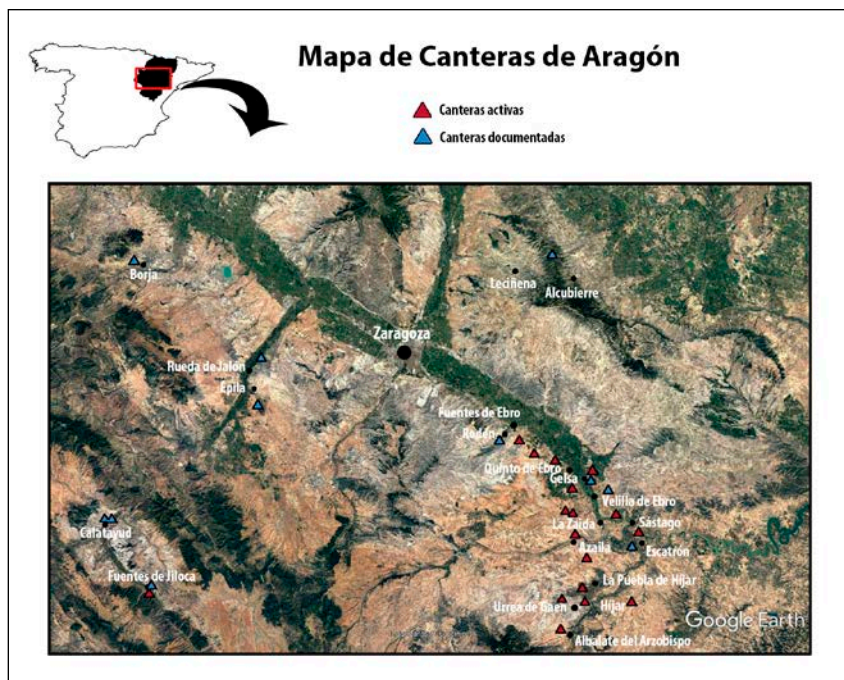 Mapa de Canteras de Aragón
Canteras activas
Canteras documentadas
Borja
Leciñena
Alcubierre
Zaragoza
Rueda de Jalón
Épila
Fuentes de Ebro
Rodén
Quinto de Ebro
Gelsa
Velilla de Ebro
La Zaida
Sástago
Calatayud
Azaila
Escatrón
Fuentes de Jiloca
La Puebla de Híjar
Urrea de Gaén
Híjar
Albalate del Arzobispo
Google Earth